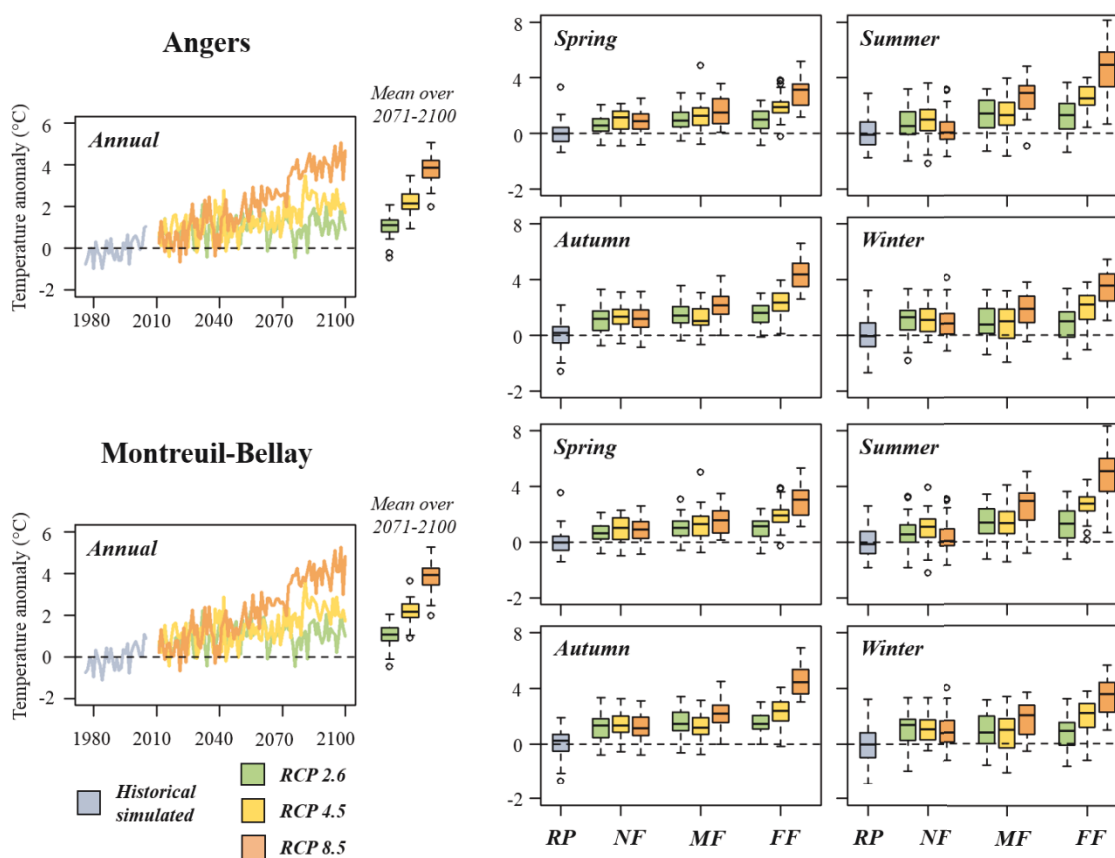 Angers
Temperature anomaly (°C)
6
4
2
0
-2
Annual
1980 2010 2040 2070 2100
Mean over
2071-2100
8
4
0
-2
Spring
Summer
4
0
-2
Autumn
Winter
Montreuil-Bellay
Temperature anomaly (°C)
6
4
2
0
-2
Annual
1980 2010 2040 2070 2100
Mean over
2071-2100
8
4
0
-2
Spring
Summer
8
4
0
-2
Autumn
Winter
RP NF MF FF
RP NF MF FF
Historical
simulated
RCP 2.6
RCP 4.5
RCP 8.5